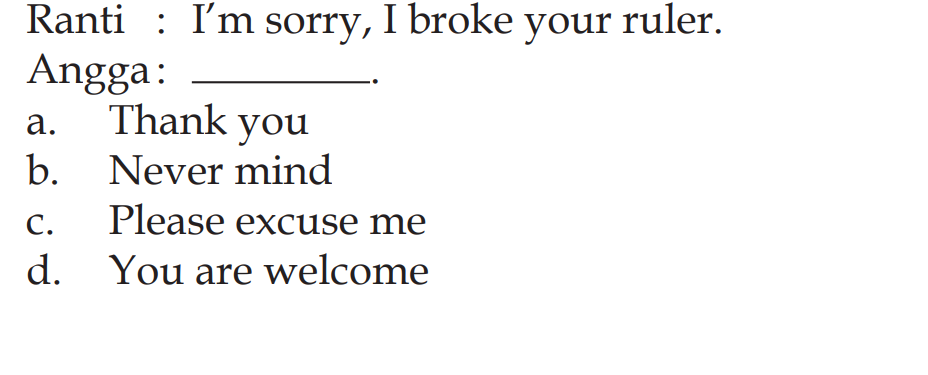 Ranti : I’m sorry, I broke your ruler.
Angga : ________.
a. Thank you
b. Never mind
c. Please excuse me
d. You are welcome